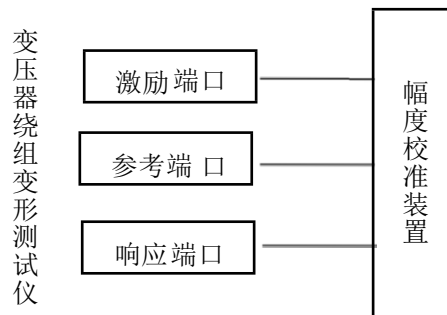 变压器绕组变形测试仪
激励端口
参考端 口
响应端口
幅度校准装置